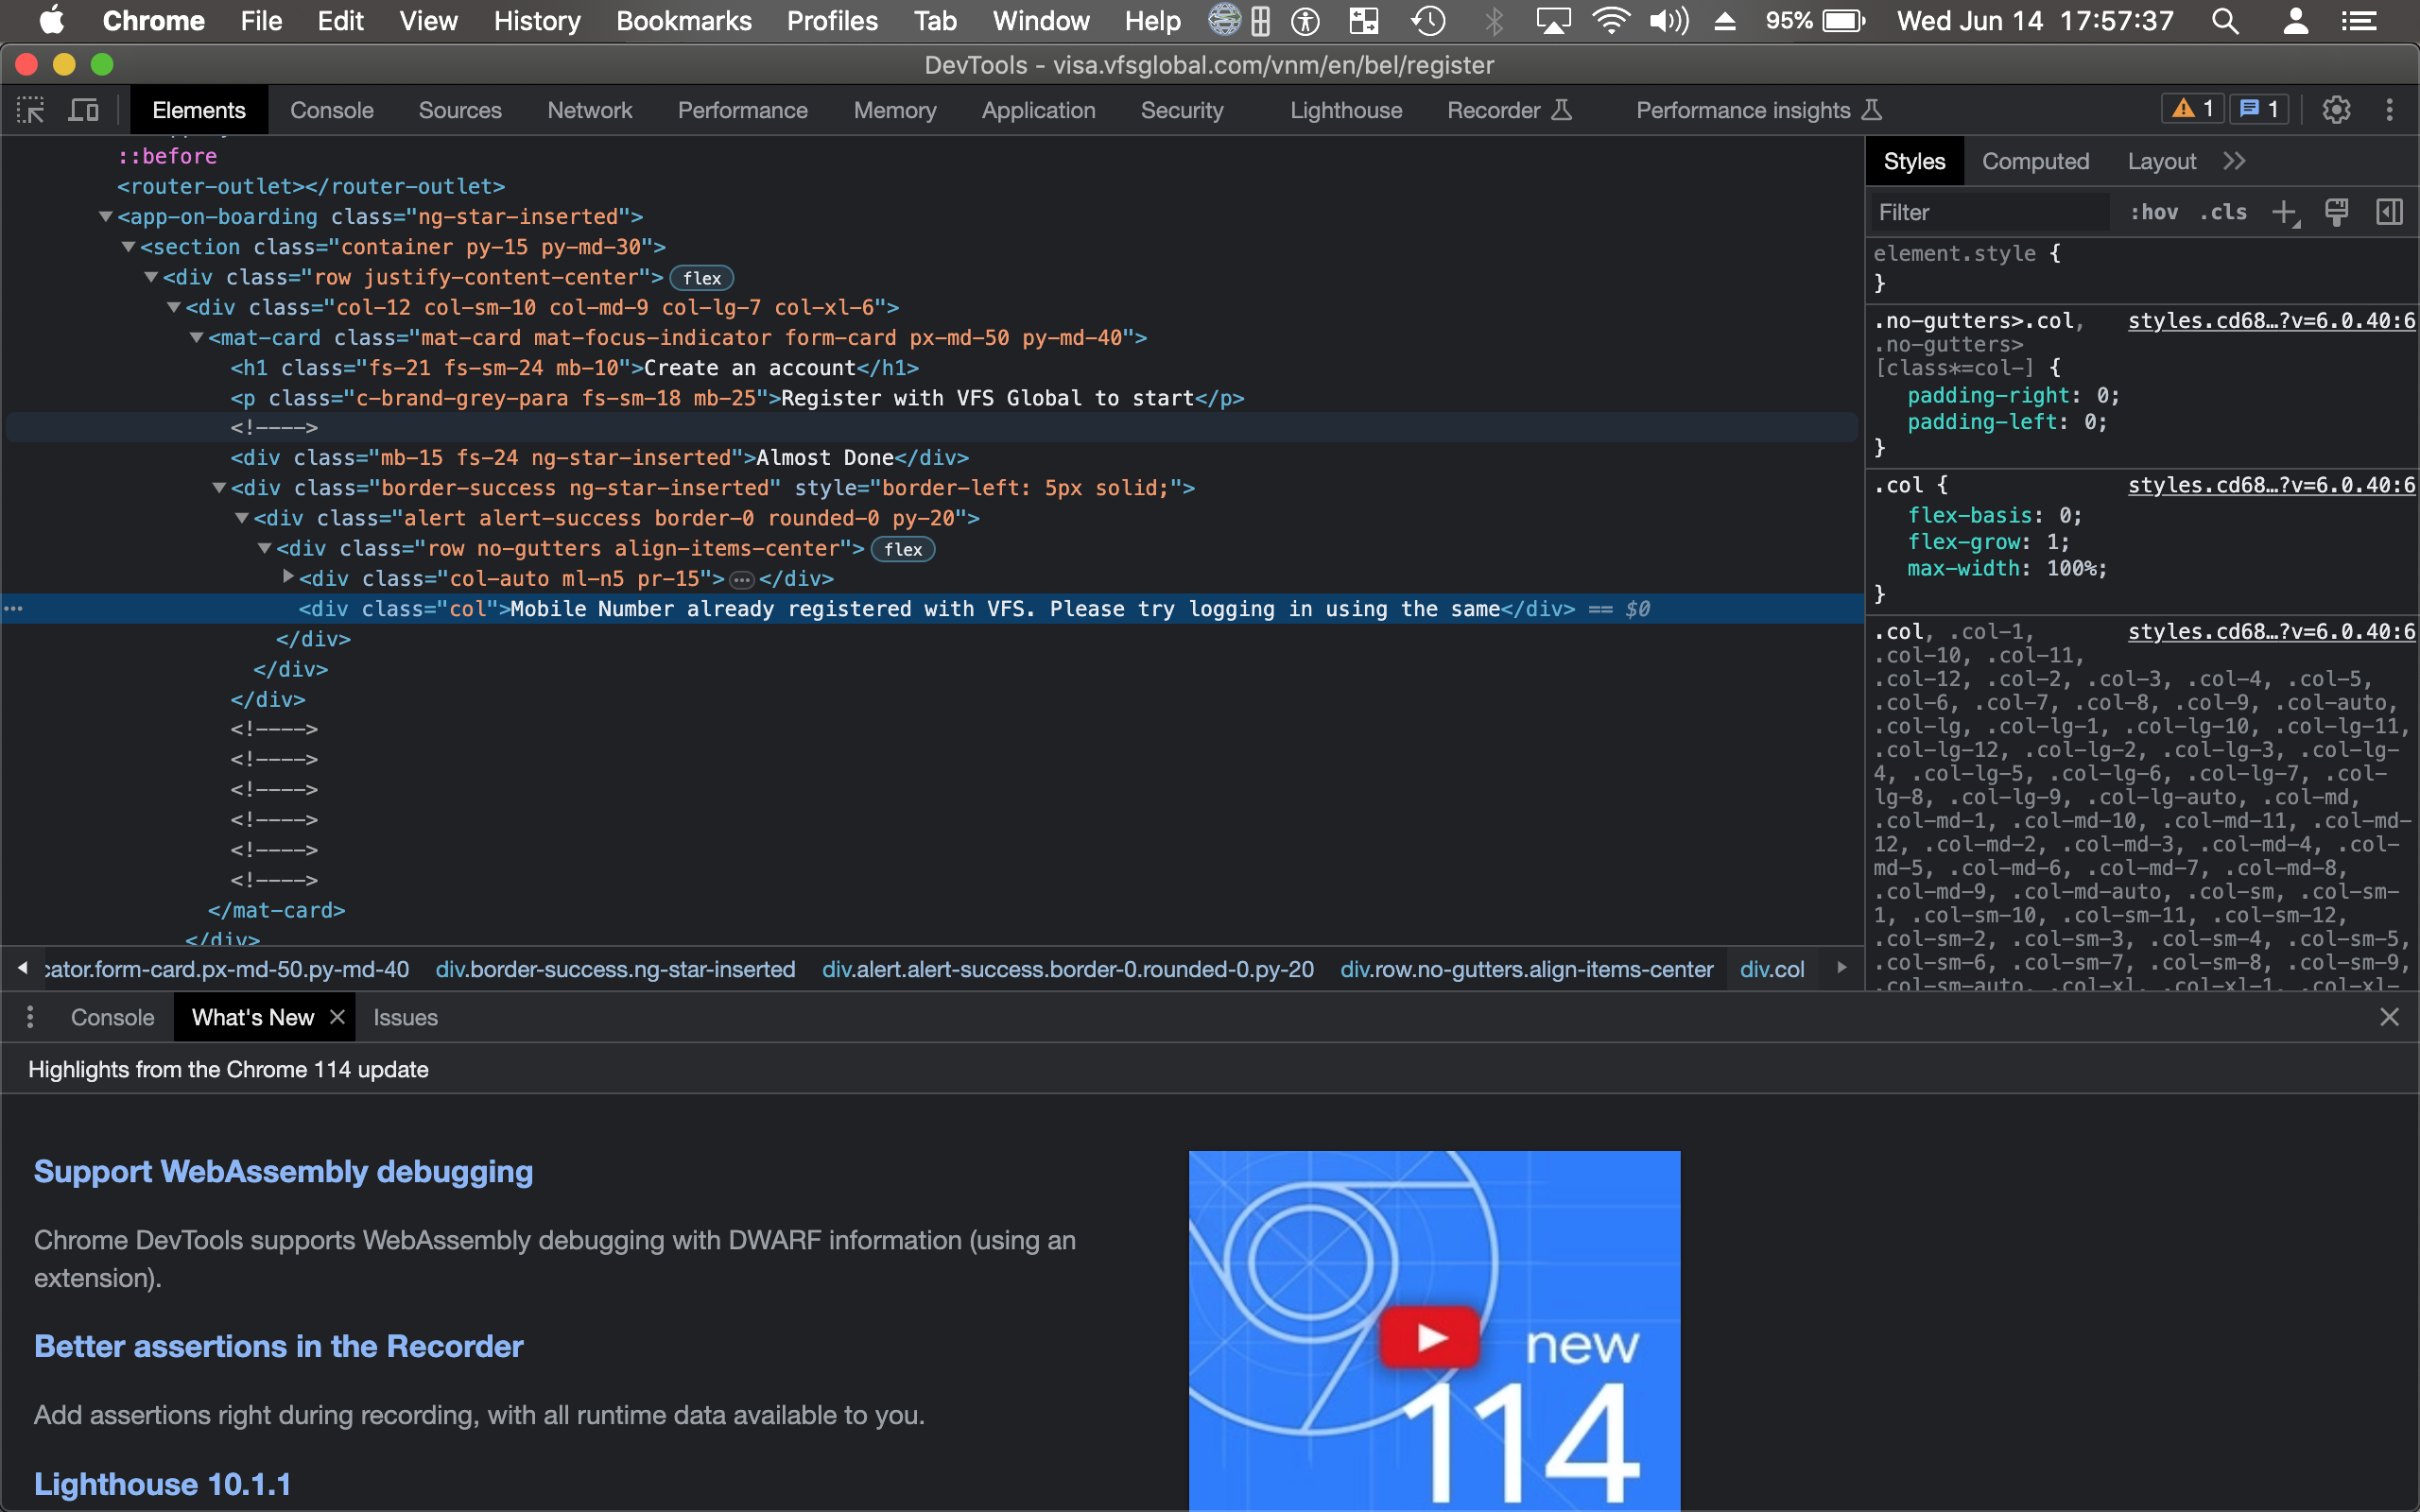 Chrome File Edit View History Bookmarks Profiles Tab Window Help 95% Wed Jun 14 17:57:37
DevTools - visa.vfsglobal.com/vnm/en/bel/register
Elements Console Sources Network Performance Memory Application Security Lighthouse Recorder Performance insights 1 1
::before
<router-outlet></router-outlet>
<app-on-boarding class="ng-star-inserted">
<section class="container py-15 py-md-30">
<div class="row justify-content-center"> flex
<div class="col-12 col-sm-10 col-md-9 col-lg-7 col-xl-6">
<mat-card class="mat-card mat-focus-indicator form-card px-md-50 py-md-40">
<h1 class="fs-21 fs-sm-24 mb-10">Create an account</h1>
<p class="c-brand-grey-para fs-sm-18 mb-25">Register with VFS Global to start</p>
<!---->
<div class="mb-15 fs-24 ng-star-inserted">Almost Done</div>
<div class="border-success ng-star-inserted" style="border-left: 5px solid;">
<div class="alert alert-success border-0 rounded-0 py-20">
<div class="row no-gutters align-items-center"> flex
<div class="col-auto ml-n5 pr-15">…</div>
<div class="col">Mobile Number already registered with VFS. Please try logging in using the same</div> == $0
</div>
</div>
</div>
<!---->
<!---->
<!---->
<!---->
<!---->
<!---->
</mat-card>
</div>
cator.form-card.px-md-50.py-md-40 div.border-success.ng-star-inserted div.alert.alert-success.border-0.rounded-0.py-20 div.row.no-gutters.align-items-center div.col
Styles Computed Layout
Filter :hov .cls
element.style {
}
.no-gutters>.col, styles.cd68…?v=6.0.40:6
.no-gutters>
[class*=col-] {
padding-right: 0;
padding-left: 0;
}
.col { styles.cd68…?v=6.0.40:6
flex-basis: 0;
flex-grow: 1;
max-width: 100%;
}
.col, .col-1, styles.cd68…?v=6.0.40:6
.col-10, .col-11,
.col-12, .col-2, .col-3, .col-4, .col-5,
.col-6, .col-7, .col-8, .col-9, .col-auto,
.col-lg, .col-lg-1, .col-lg-10, .col-lg-11,
.col-lg-12, .col-lg-2, .col-lg-3, .col-lg-
4, .col-lg-5, .col-lg-6, .col-lg-7, .col-
lg-8, .col-lg-9, .col-lg-auto, .col-md,
.col-md-1, .col-md-10, .col-md-11, .col-md-
12, .col-md-2, .col-md-3, .col-md-4, .col-
md-5, .col-md-6, .col-md-7, .col-md-8,
.col-md-9, .col-md-auto, .col-sm, .col-sm-
1, .col-sm-10, .col-sm-11, .col-sm-12,
.col-sm-2, .col-sm-3, .col-sm-4, .col-sm-5,
.col-sm-6, .col-sm-7, .col-sm-8, .col-sm-9,
.col-sm-auto, .col-xl, .col-xl-1, .col-xl-
Console What's New Issues
Highlights from the Chrome 114 update
Support WebAssembly debugging
Chrome DevTools supports WebAssembly debugging with DWARF information (using an
extension).
Better assertions in the Recorder
Add assertions right during recording, with all runtime data available to you.
Lighthouse 10.1.1
new
114